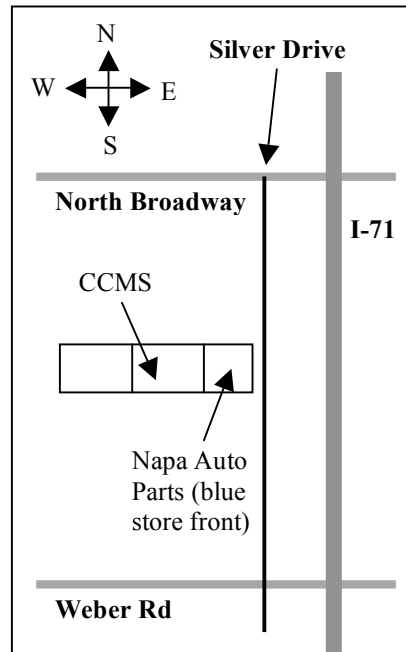 N
Silver Drive
W
E
S
North Broadway
I-71
CCMS
Napa Auto
Parts (blue
store front)
Weber Rd